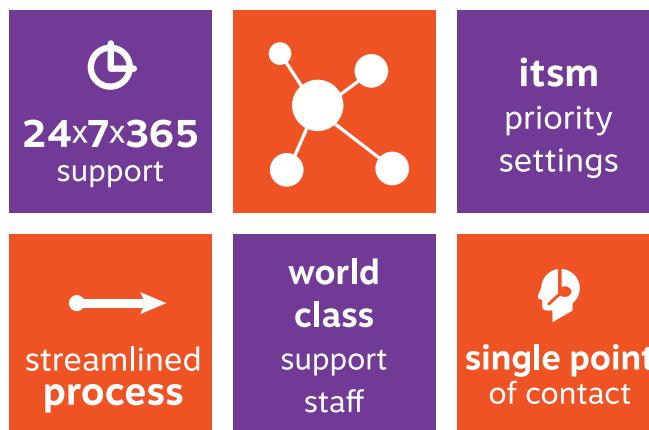 24x7x365
support
itsm
priority
settings
streamlined
process
world
class
support
staff
single point
of contact